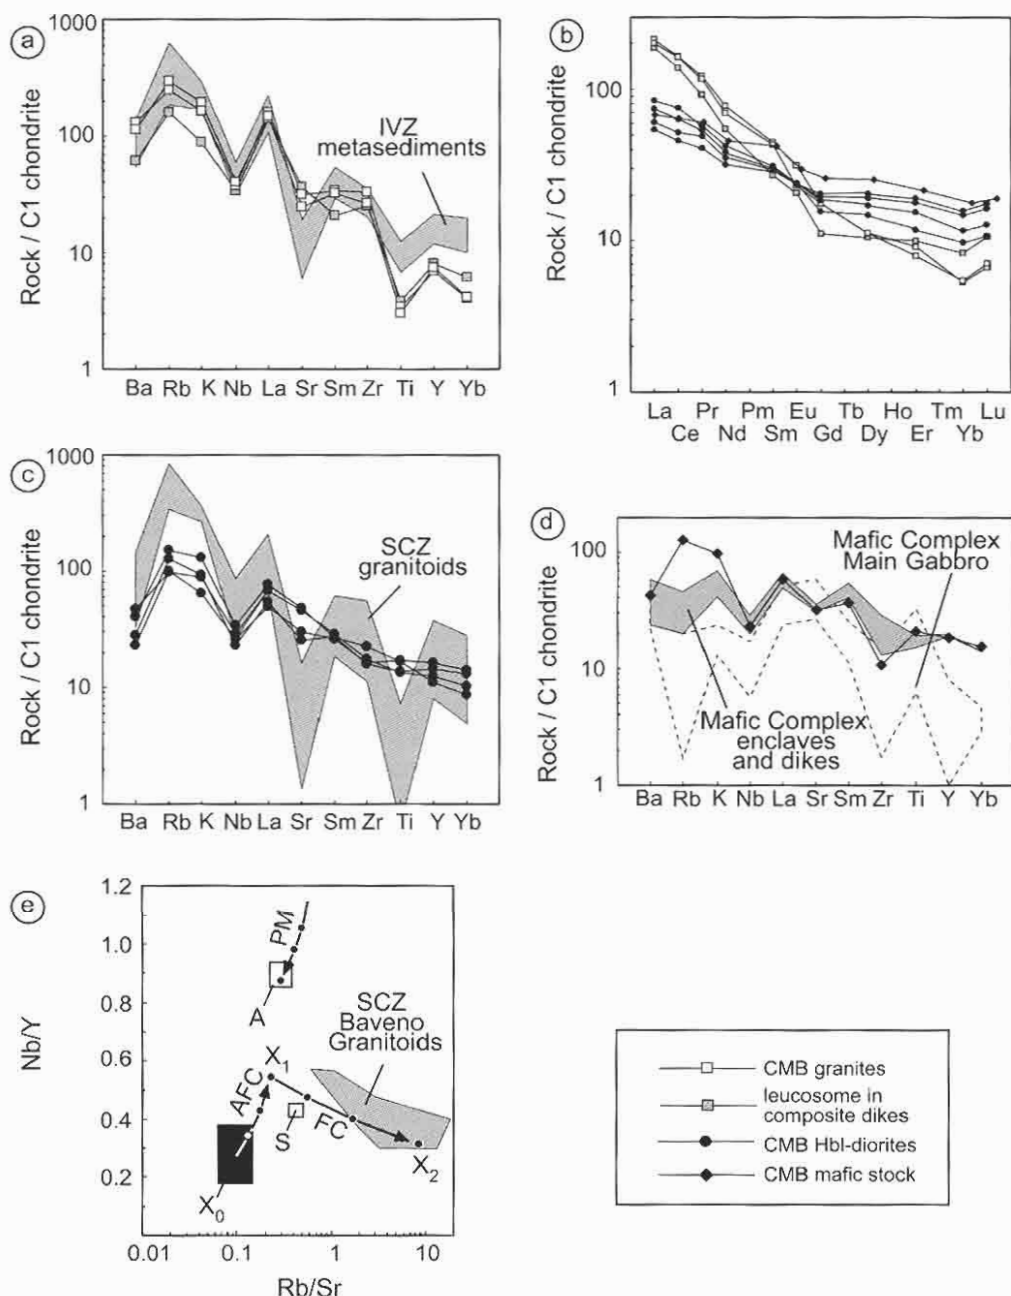 a
1000
100
10
1
Rock / C1 chondrite
IVZ
metasediments
Ba Rb K Nb La Sr Sm Zr Ti Y Yb
b
100
10
1
Rock / C1 chondrite
La Pr Pm Eu Tb Ho Tm Lu
Ce Nd Sm Gd Dy Er Yb
c
1000
100
10
1
Rock / C1 chondrite
SCZ
granitoids
Ba Rb K Nb La Sr Sm Zr Ti Y Yb
d
100
10
1
Rock / C1 chondrite
Mafic Complex
Main Gabbro
Mafic Complex
enclaves
and dikes
Ba Rb K Nb La Sr Sm Zr Ti Y Yb
e
1.2
1.0
0.8
0.6
0.4
0.2
Nb/Y
PM
A
SCZ
Baveno
Granitoids
X1
AFC
FC
S
X2
X0
0.01 0.1 1 10
Rb/Sr
CMB granites
leucosome in
composite dikes
CMB Hbl-diorites
CMB mafic stock